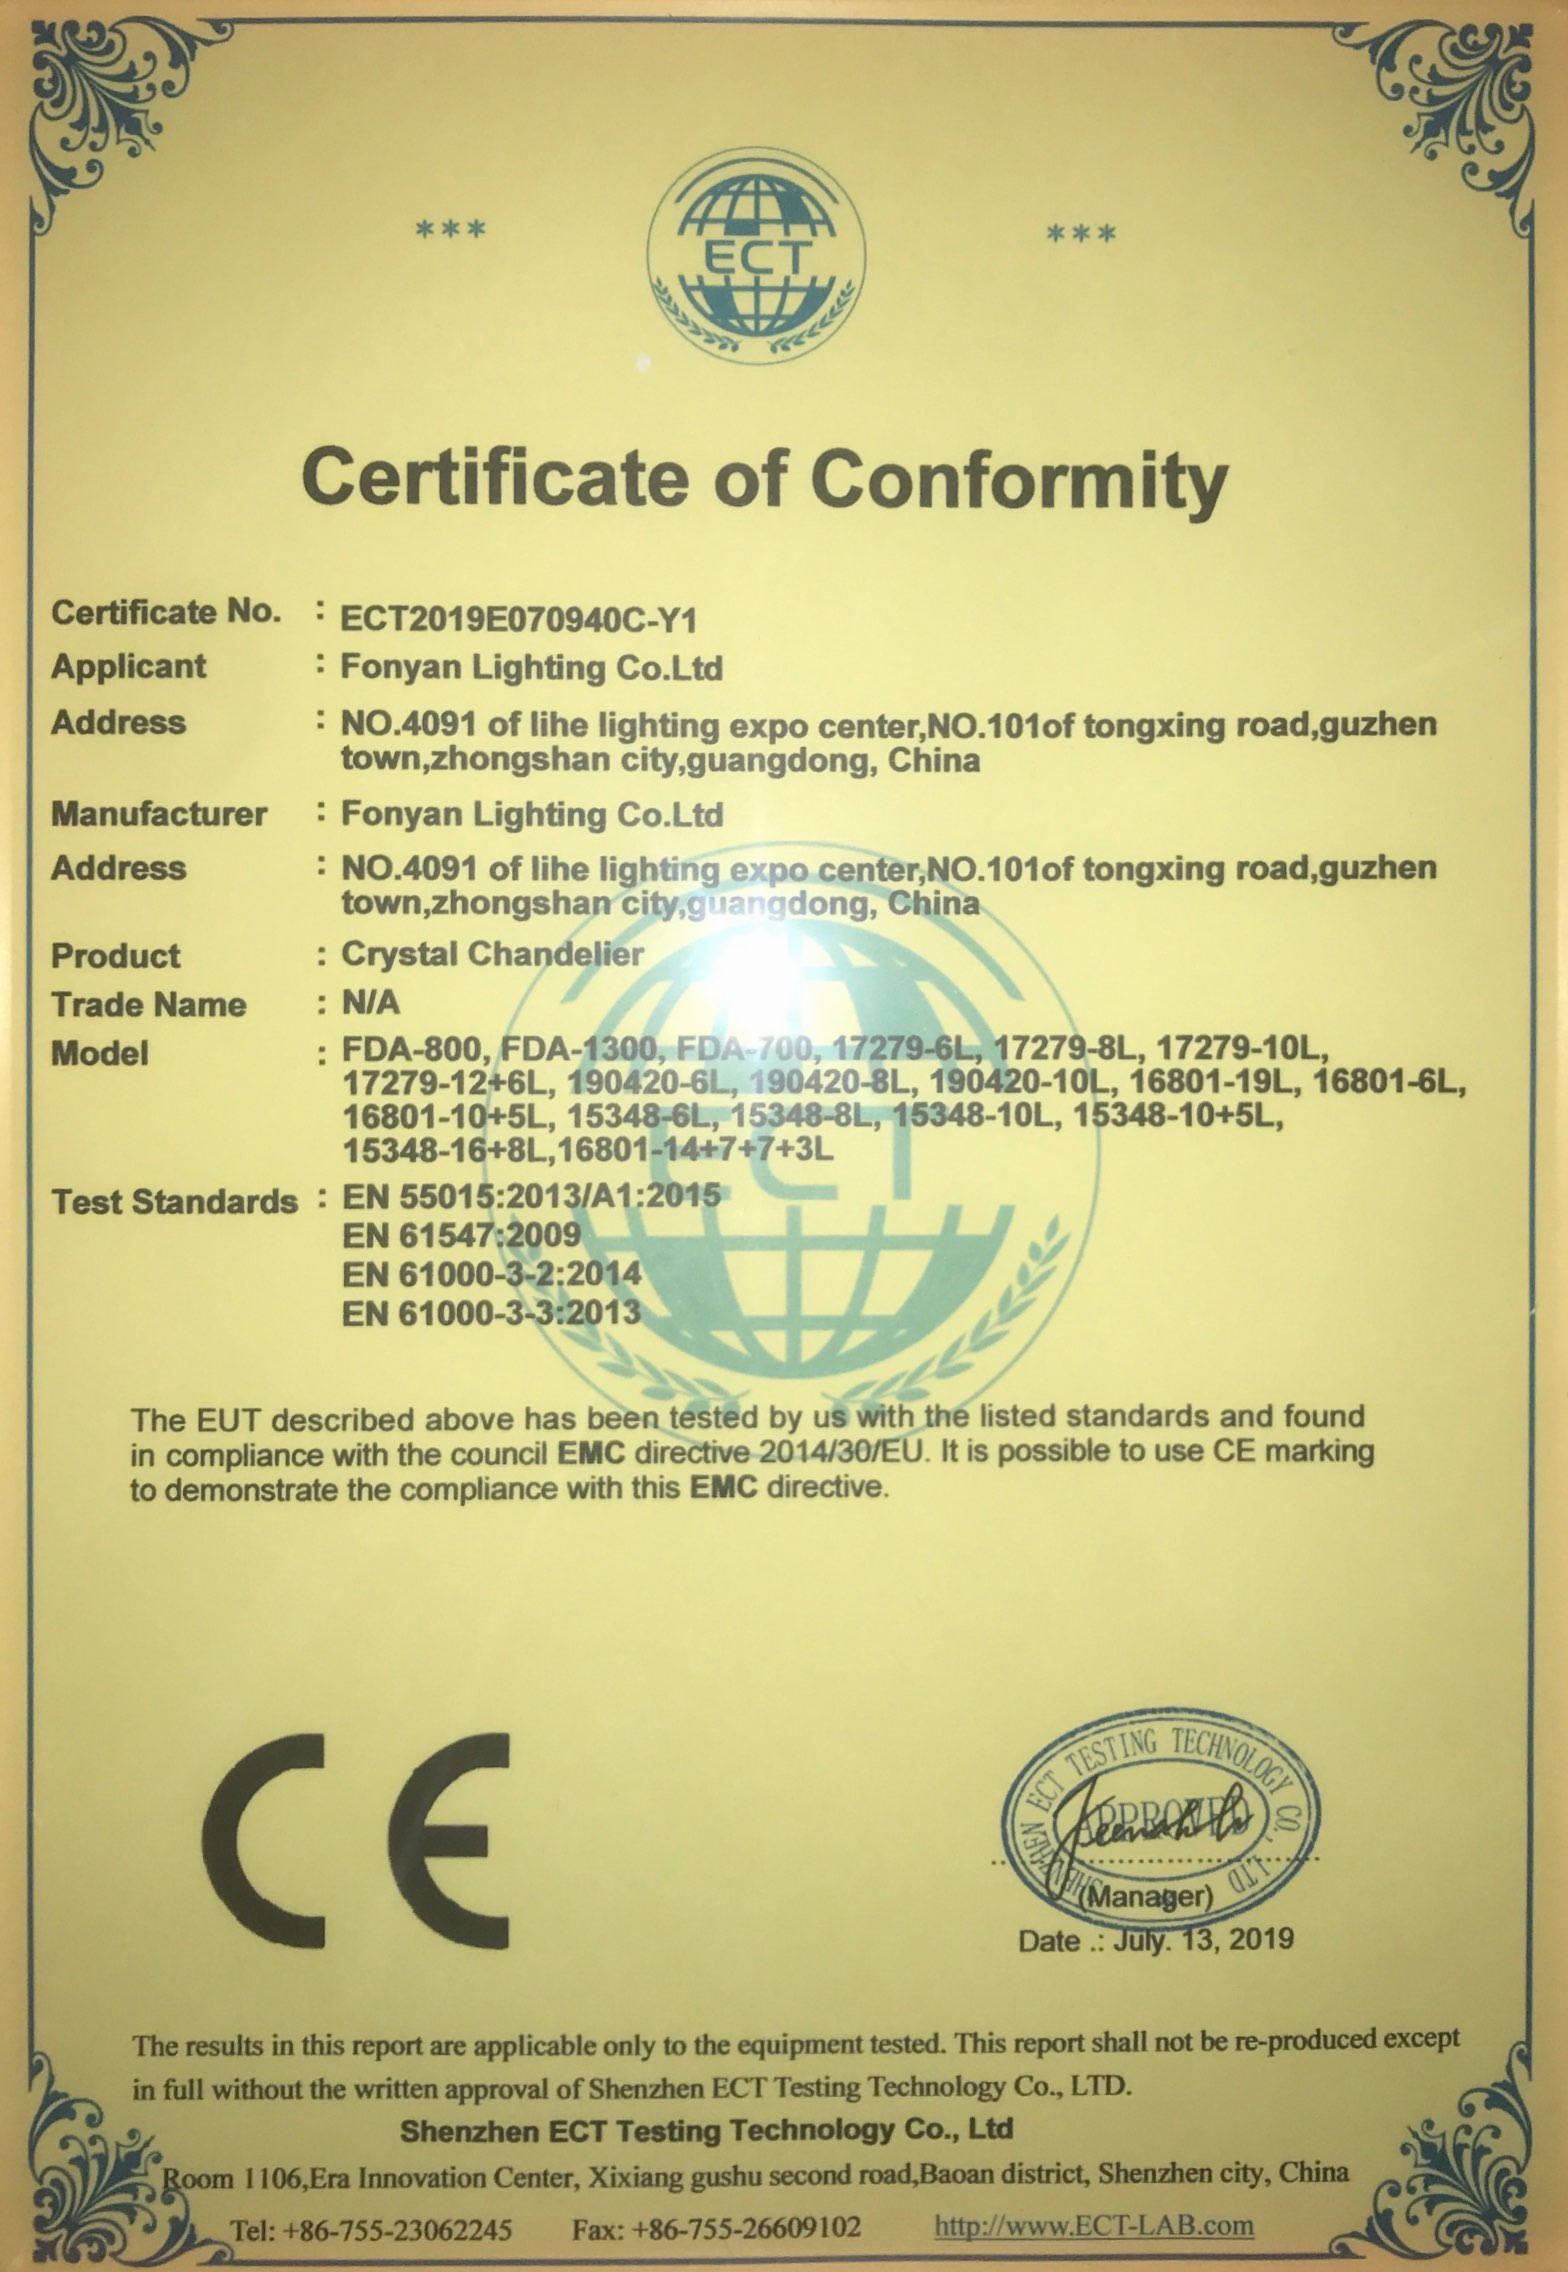 ***
ECT
***
Certificate of Conformity
Certificate No. : ECT2019E070940C-Y1
Applicant : Fonyan Lighting Co.Ltd
Address : NO.4091 of lihe lighting expo center,NO.101of tongxing road,guzhen
town,zhongshan city,guangdong, China
Manufacturer : Fonyan Lighting Co.Ltd
Address : NO.4091 of lihe lighting expo center,NO.101of tongxing road,guzhen
town,zhongshan city,guangdong, China
Product : Crystal Chandelier
Trade Name : N/A
Model : FDA-800, FDA-1300, FDA-700, 17279-6L, 17279-8L, 17279-10L,
17279-12+6L, 190420-6L, 190420-8L, 190420-10L, 16801-19L, 16801-6L,
16801-10+5L, 15348-6L, 15348-8L, 15348-10L, 15348-10+5L,
15348-16+8L,16801-14+7+7+3L
ECT
Test Standards : EN 55015:2013/A1:2015
EN 61547:2009
EN 61000-3-2:2014
EN 61000-3-3:2013
The EUT described above has been tested by us with the listed standards and found
in compliance with the council EMC directive 2014/30/EU. It is possible to use CE marking
to demonstrate the compliance with this EMC directive.
CE
SHENZHEN ECT TESTING TECHNOLOGY CO., LTD
APPROVED
(Manager)
Date .: July. 13, 2019
The results in this report are applicable only to the equipment tested. This report shall not be re-produced except
in full without the written approval of Shenzhen ECT Testing Technology Co., LTD.
Shenzhen ECT Testing Technology Co., Ltd
Room 1106,Era Innovation Center, Xixiang gushu second road,Baoan district, Shenzhen city, China
Tel: +86-755-23062245 Fax: +86-755-26609102 http://www.ECT-LAB.com